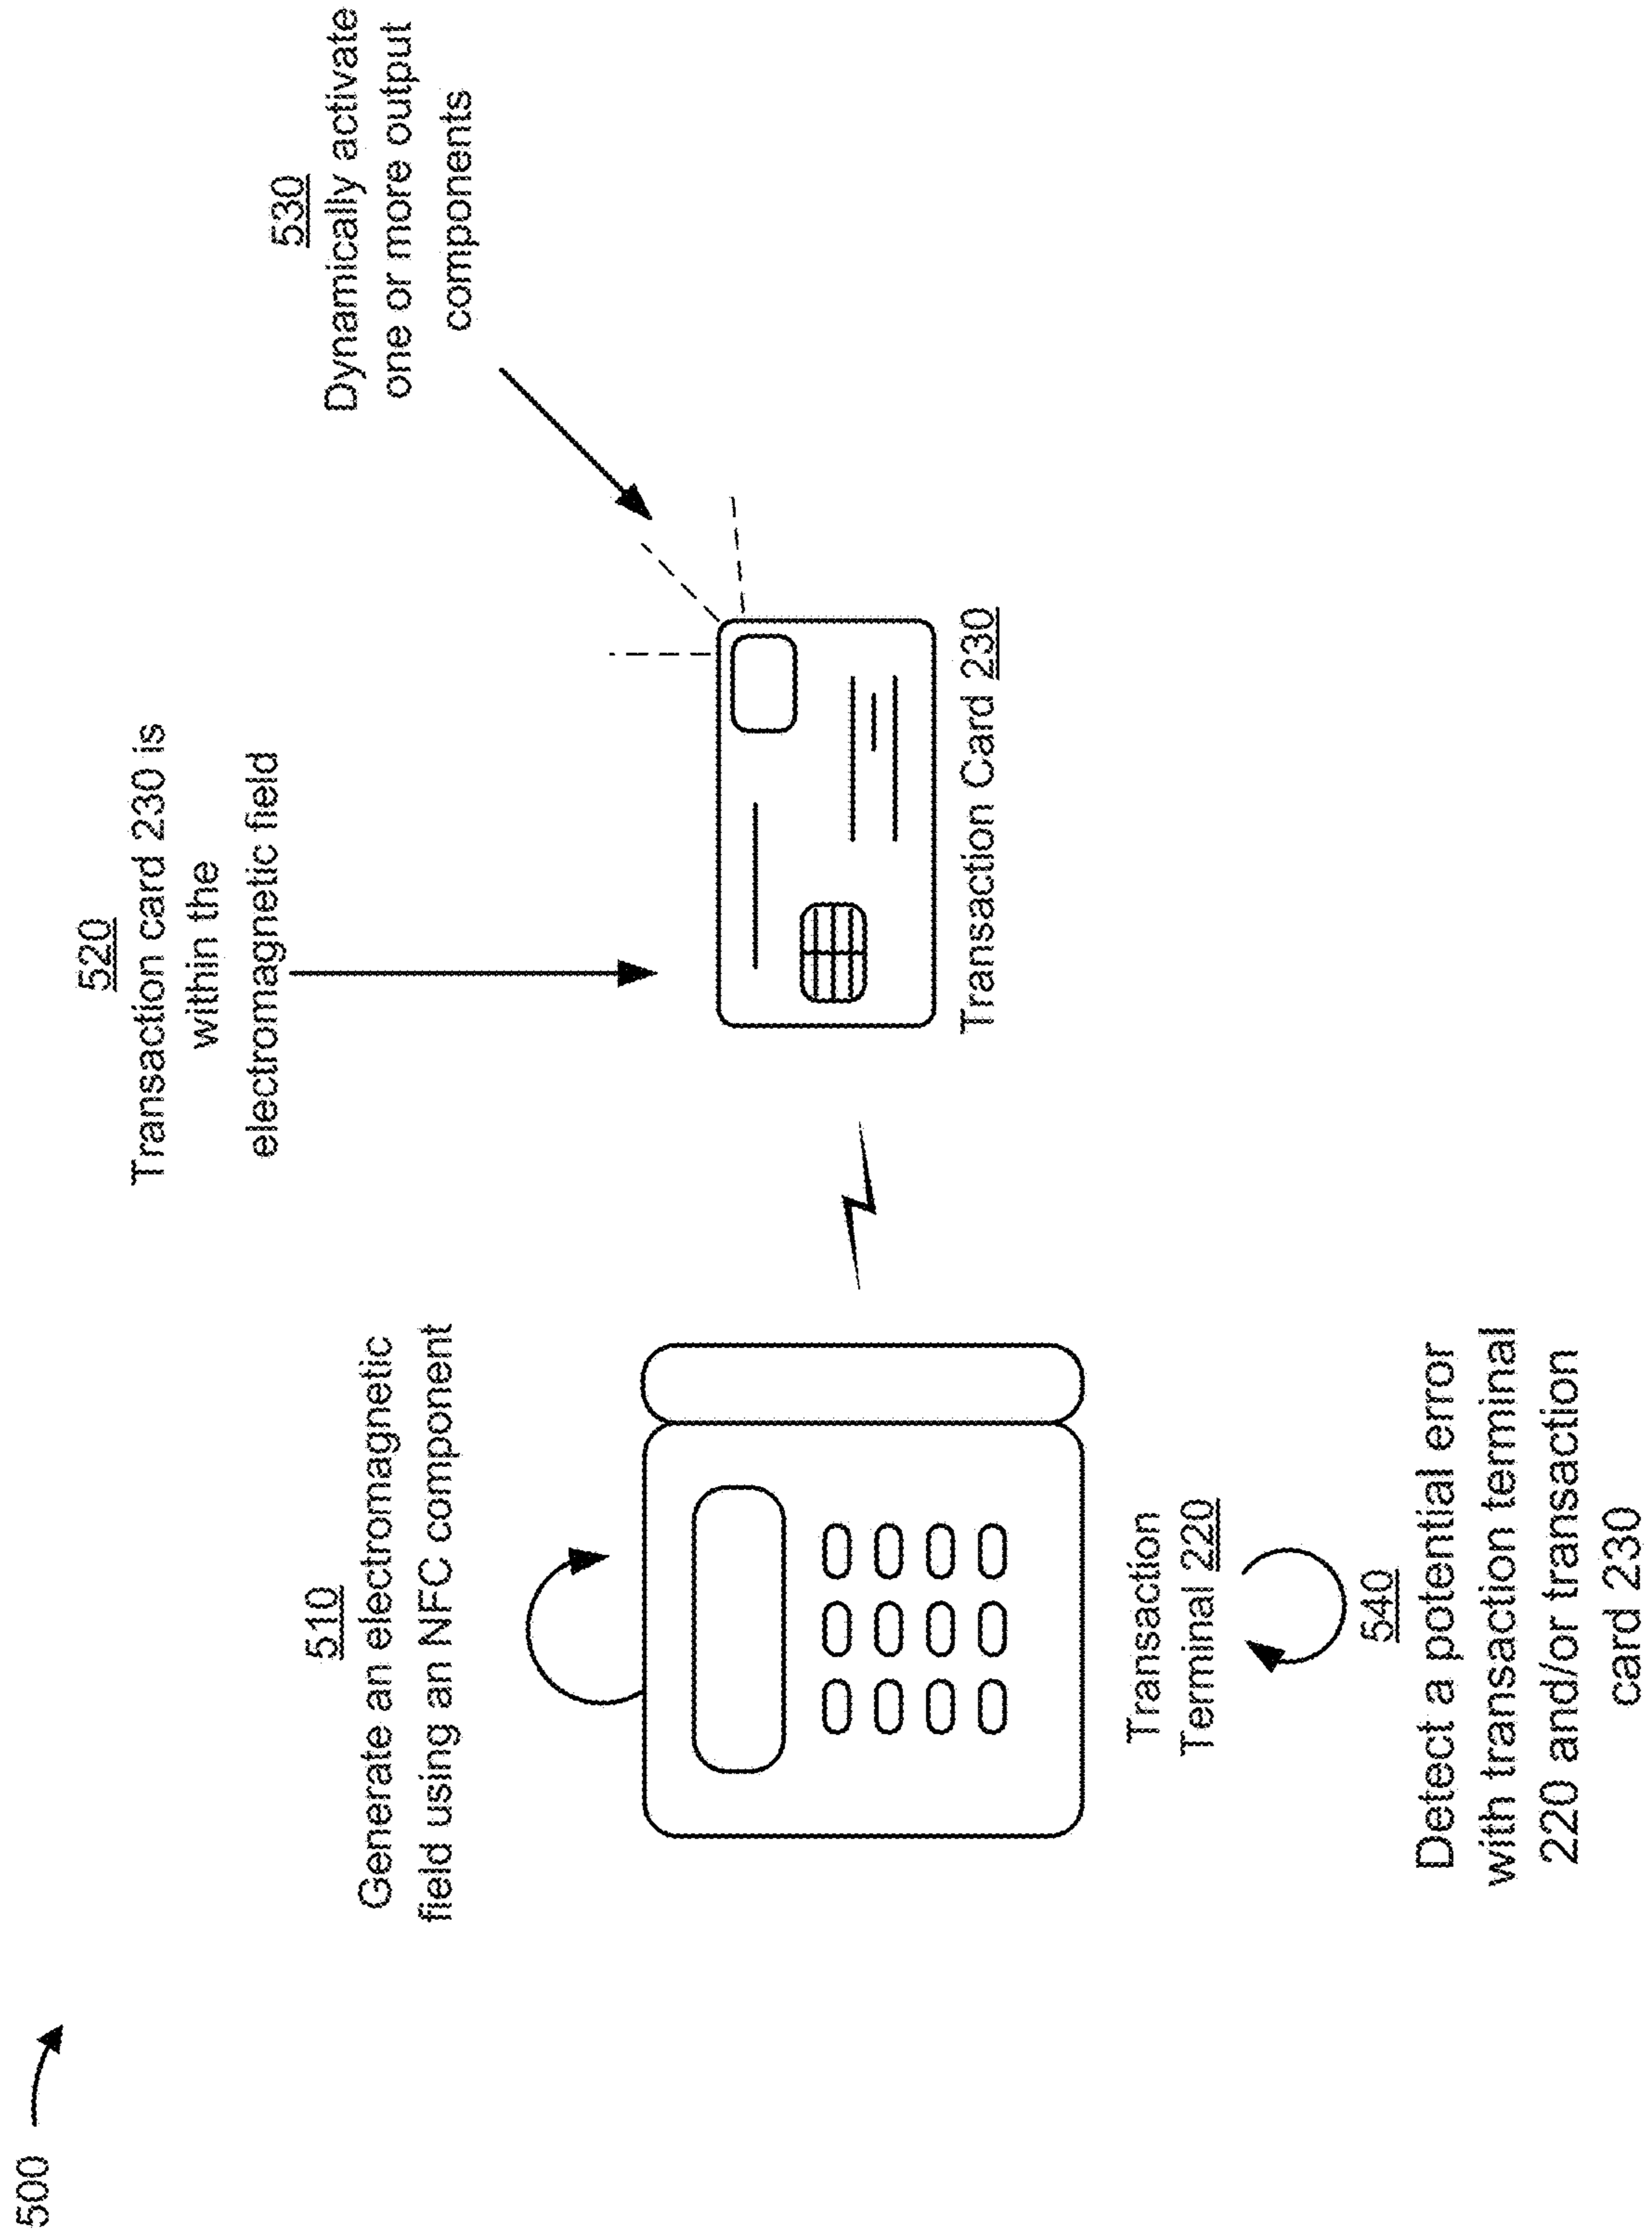 500
510
Generate an electromagnetic
field using an NFC component
520
Transaction card 230 is
within the
electromagnetic field
530
Dynamically activate
one or more output
components
Transaction
Terminal 220
Transaction Card 230
540
Detect a potential error
with transaction terminal
220 and/or transaction
card 230